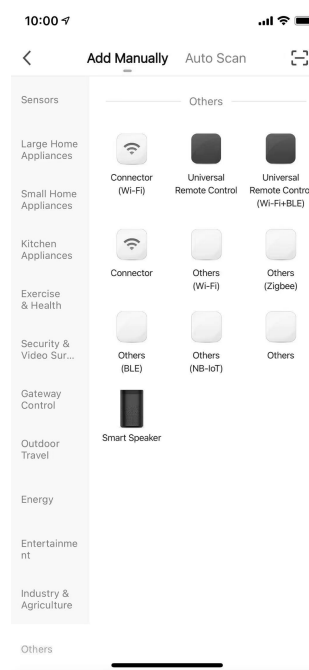 10:00
Add Manually Auto Scan
Sensors
Large Home
Appliances
Small Home
Appliances
Kitchen
Appliances
Exercise
& Health
Security &
Video Sur...
Gateway
Control
Outdoor
Travel
Energy
Entertainme
nt
Industry &
Agriculture
Others
Others
Connector
(Wi-Fi)
Universal
Remote Control
Universal
Remote Contro
(Wi-Fi+BLE)
Connector
Others
(Wi-Fi)
Others
(Zigbee)
Others
(BLE)
Others
(NB-IoT)
Others
Smart Speaker